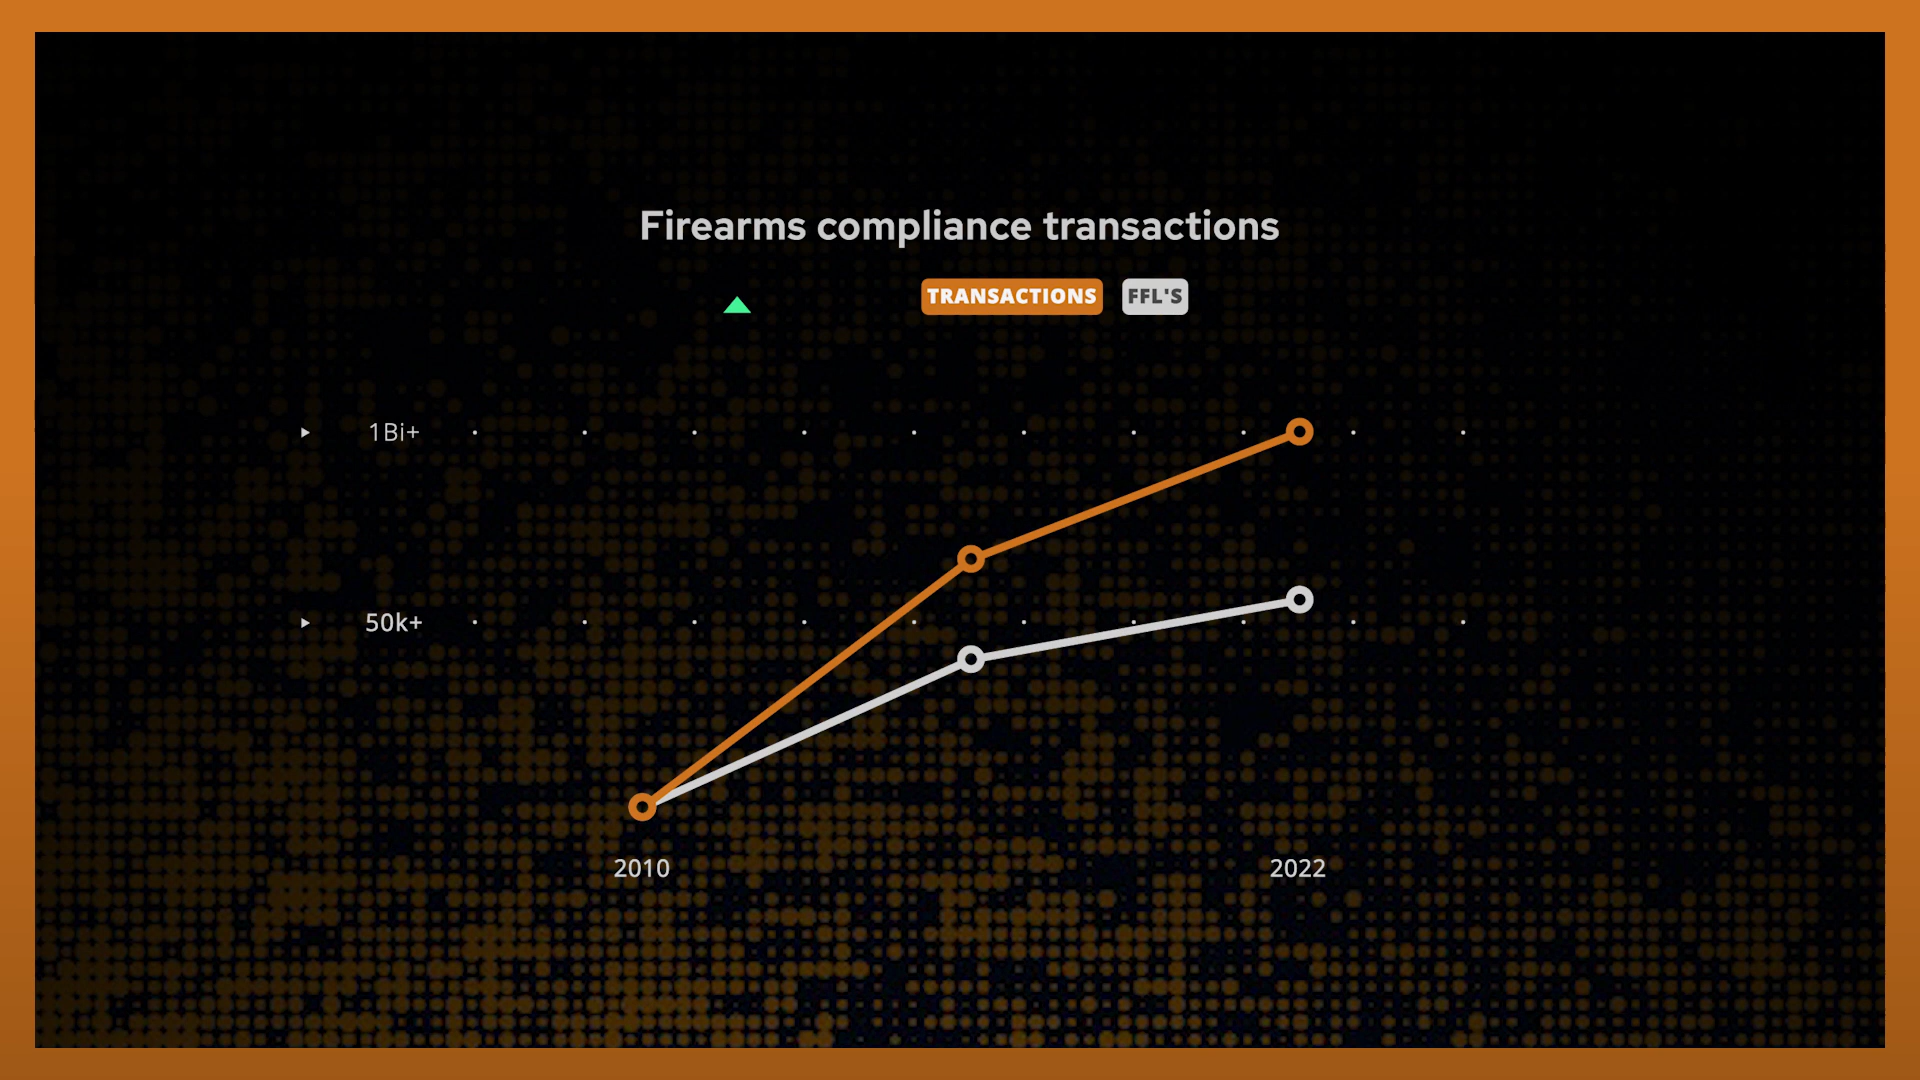 Firearms compliance transactions
TRANSACTIONS FFL'S
1Bi+
50k+
2010 2022